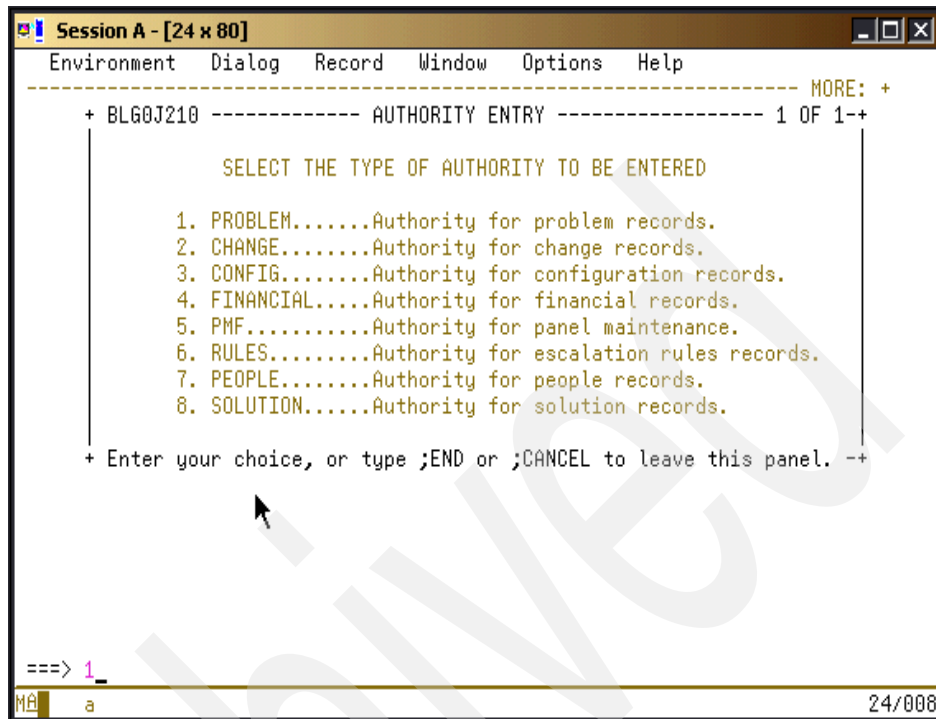 Session A - [24 x 80]
Environment Dialog Record Window Options Help
---------------------------------------------------------------------- MORE: +
+ BLG0J210 ------------- AUTHORITY ENTRY ------------------ 1 OF 1-+
SELECT THE TYPE OF AUTHORITY TO BE ENTERED
1. PROBLEM.......Authority for problem records.
2. CHANGE........Authority for change records.
3. CONFIG........Authority for configuration records.
4. FINANCIAL.....Authority for financial records.
5. PMF...........Authority for panel maintenance.
6. RULES.........Authority for escalation rules records.
7. PEOPLE........Authority for people records.
8. SOLUTION......Authority for solution records.
+ Enter your choice, or type ;END or ;CANCEL to leave this panel. -+
===> 1_
MA a 24/008
hived